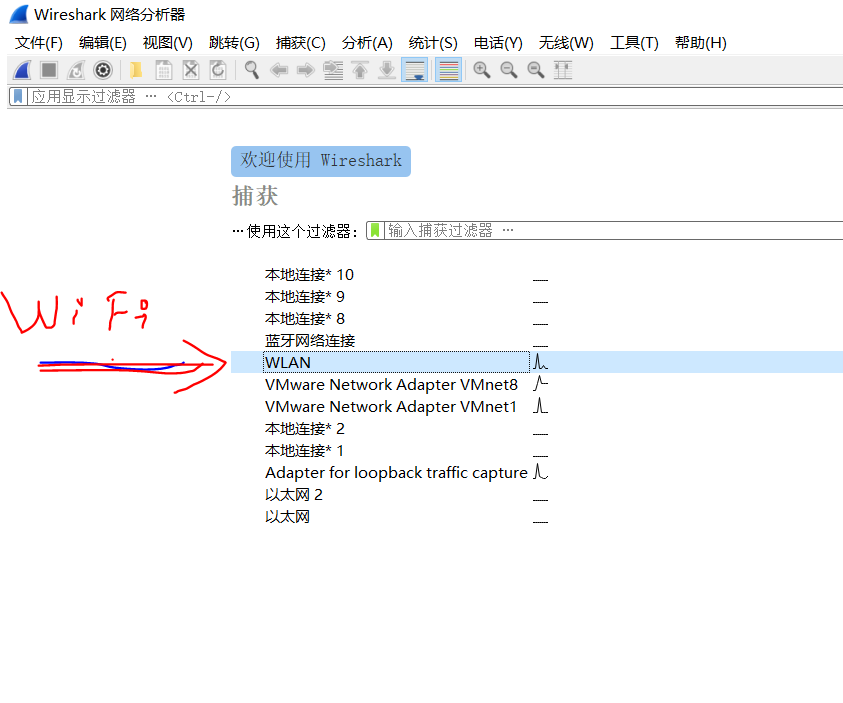 Wireshark 网络分析器
文件(F) 编辑(E) 视图(V) 跳转(G) 捕获(C) 分析(A) 统计(S) 电话(Y) 无线(W) 工具(T) 帮助(H)
应用显示过滤器 … <Ctrl-/>
欢迎使用 Wireshark
捕获
…使用这个过滤器: 输入捕获过滤器 …
本地连接* 10
本地连接* 9
WiFi
本地连接* 8
蓝牙网络连接
WLAN
VMware Network Adapter VMnet8
VMware Network Adapter VMnet1
本地连接* 2
本地连接* 1
Adapter for loopback traffic capture
以太网 2
以太网